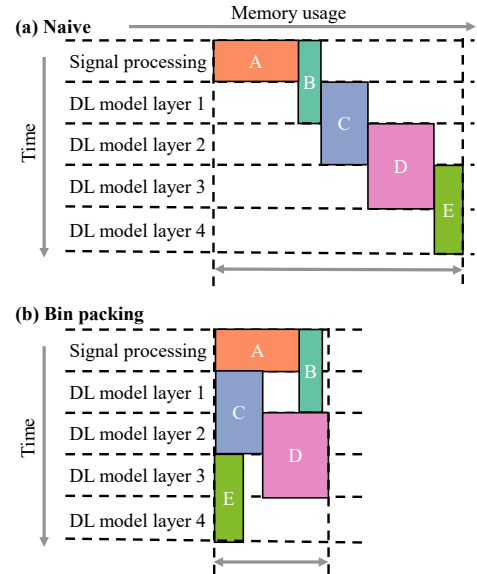 Memory usage
(a) Naive
Time
Signal processing
A
B
DL model layer 1
C
DL model layer 2
D
DL model layer 3
E
DL model layer 4
(b) Bin packing
Time
Signal processing
A
B
DL model layer 1
C
DL model layer 2
D
DL model layer 3
E
DL model layer 4